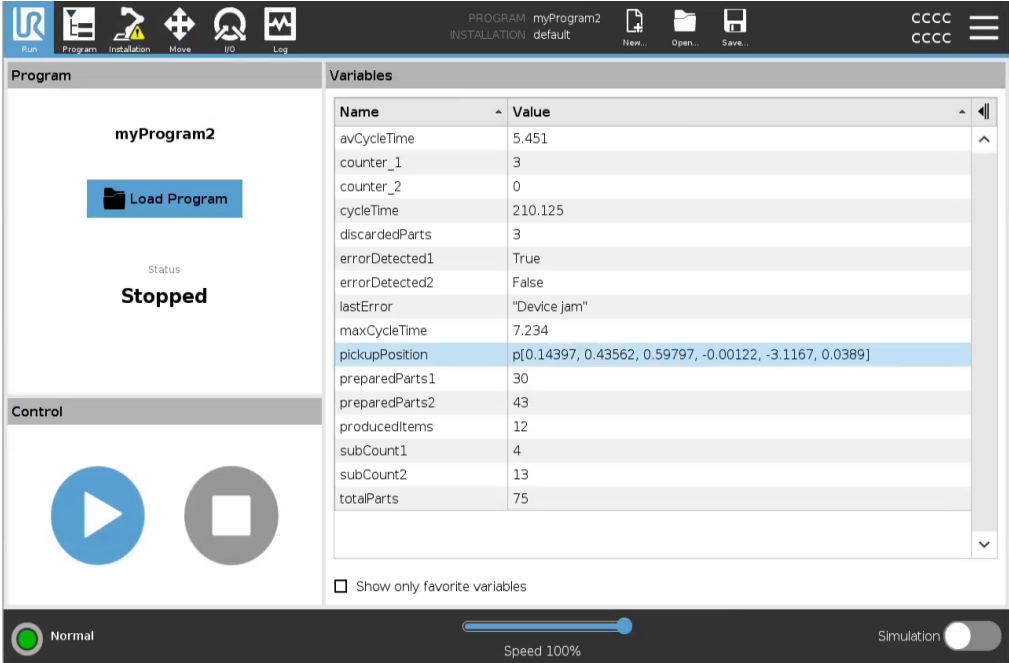 UR
Run
Program
Installation
Move
I/O
Log
PROGRAM myProgram2
INSTALLATION default
New...
Open...
Save...
CCCC
CCCC
Program
myProgram2
Load Program
Status
Stopped
Control
Variables
Name Value
avCycleTime 5.451
counter_1 3
counter_2 0
cycleTime 210.125
discardedParts 3
errorDetected1 True
errorDetected2 False
lastError "Device jam"
maxCycleTime 7.234
pickupPosition p[0.14397, 0.43562, 0.59797, -0.00122, -3.1167, 0.0389]
preparedParts1 30
preparedParts2 43
producedItems 12
subCount1 4
subCount2 13
totalParts 75
Show only favorite variables
Normal
Speed 100%
Simulation